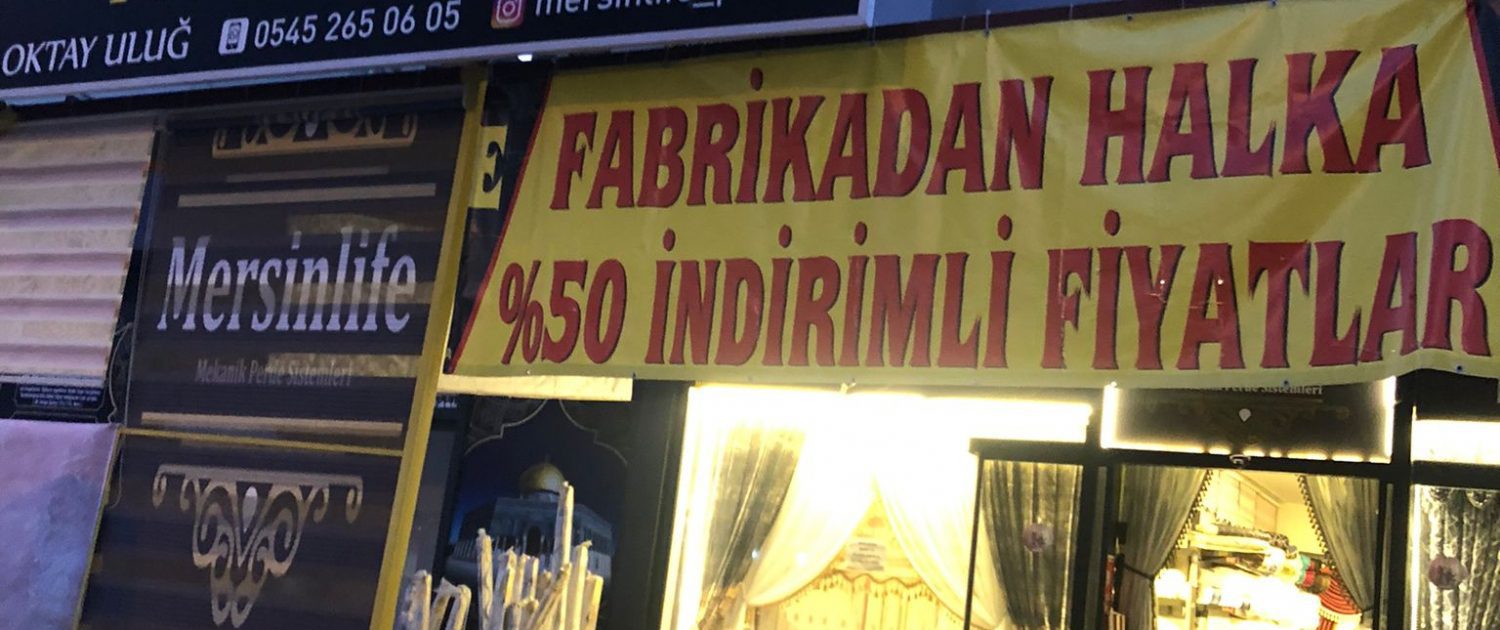 OKTAY ULUĞ 0545 265 06 05
FABRİKADAN HALKA
%50 İNDİRİMLİ FİYATLAR
Mersinlife
Mekanik Perde Sistemleri